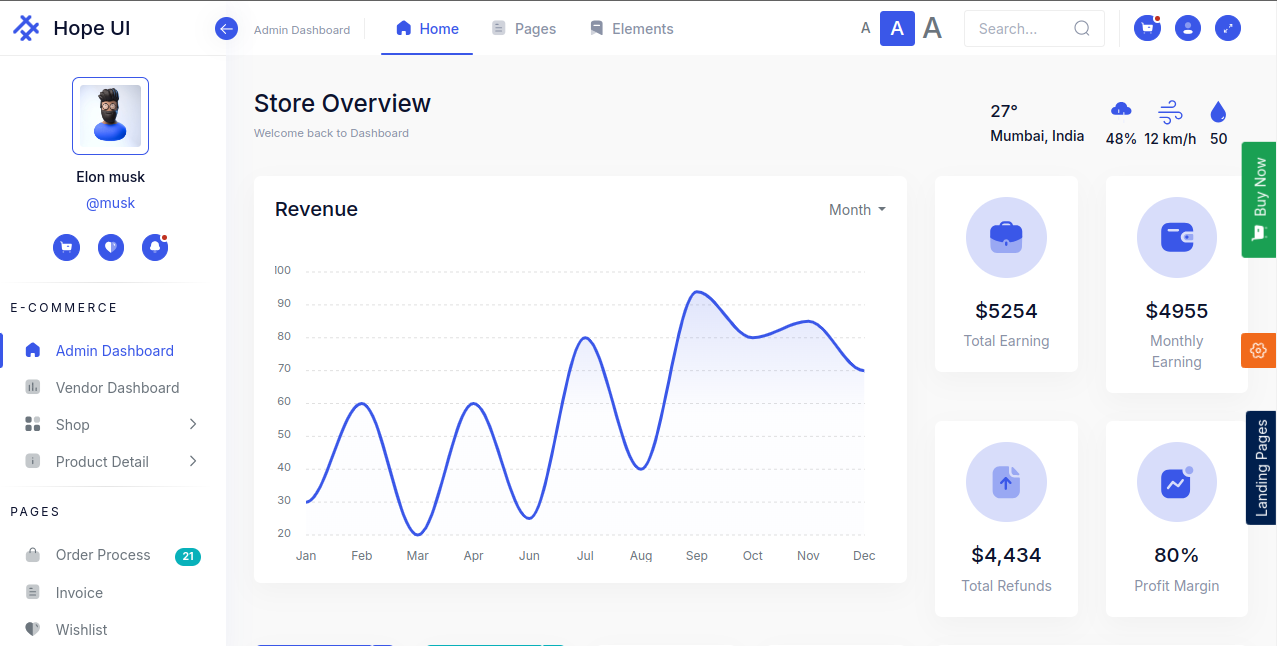 Hope UI
Admin Dashboard
Home
Pages
Elements
A
A
A
Search...
Elon musk
@musk
E-COMMERCE
Admin Dashboard
Vendor Dashboard
Shop
Product Detail
PAGES
Order Process
21
Invoice
Wishlist
Store Overview
Welcome back to Dashboard
27°
Mumbai, India
48%
12 km/h
50
Revenue
Month
100
90
80
70
60
50
40
30
20
Jan Feb Mar Apr Jun Jul Aug Sep Oct Nov Dec
$5254
Total Earning
$4955
Monthly
Earning
$4,434
Total Refunds
80%
Profit Margin
Buy Now
Landing Pages